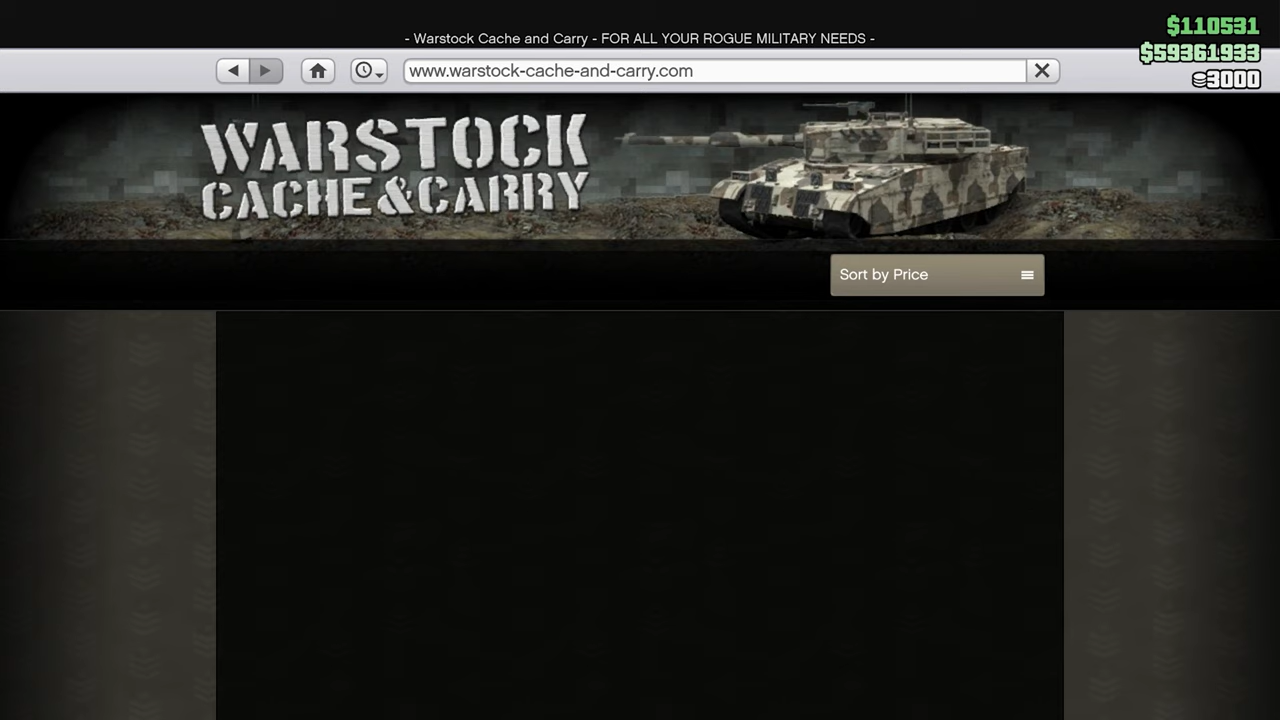 - Warstock Cache and Carry - FOR ALL YOUR ROGUE MILITARY NEEDS -
$110531
$59361933
3000
www.warstock-cache-and-carry.com
WARSTOCK
CACHE&CARRY
Sort by Price